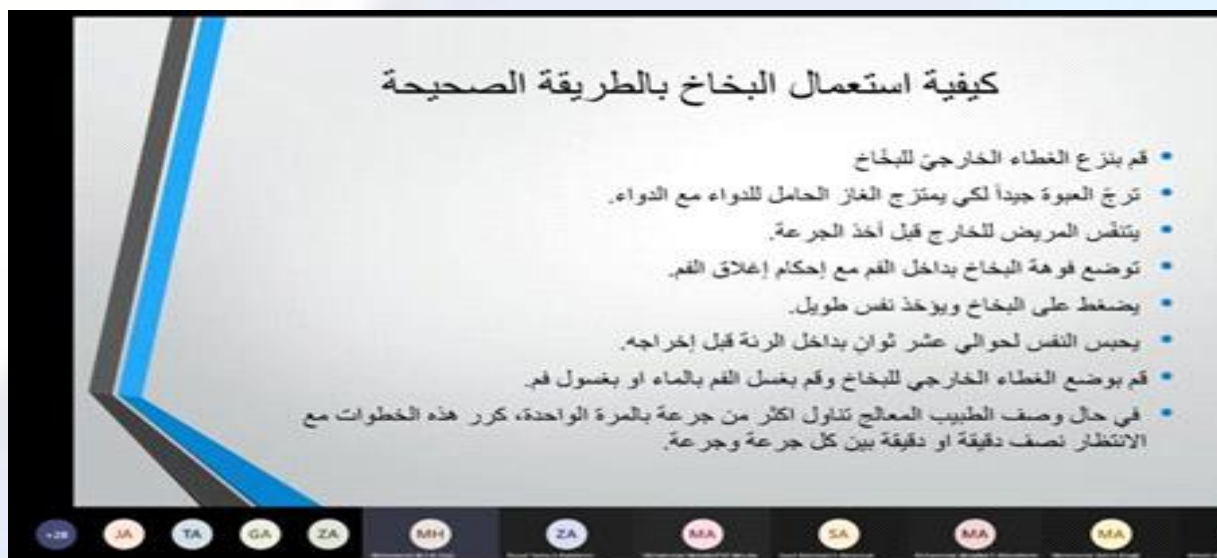 كيفية استعمال البخاخ بالطريقة الصحيحة
قم بنزع الغطاء الخارجيّ للبخّاخ
ترجّ العبوة جيداً لكي يمتزج الغاز الحامل للدواء مع الدواء.
يتنفّس المريض للخارج قبل أخذ الجرعة.
توضع فوهة البخاخ بداخل الفم مع إحكام إغلاق الفم.
يضغط على البخاخ ويؤخذ نفس طويل.
يحبس النفس لحوالي عشر ثوانٍ بداخل الرئة قبل إخراجه.
قم بوضع الغطاء الخارجي للبخاخ وقم بغسل الفم بالماء او بغسول فم.
في حال وصف الطبيب المعالج تناول اكثر من جرعة بالمرة الواحدة، كرر هذه الخطوات مع
الانتظار نصف دقيقة او دقيقة بين كل جرعة وجرعة.
+28 JA TA GA ZA MH ZA MA SA MA MA